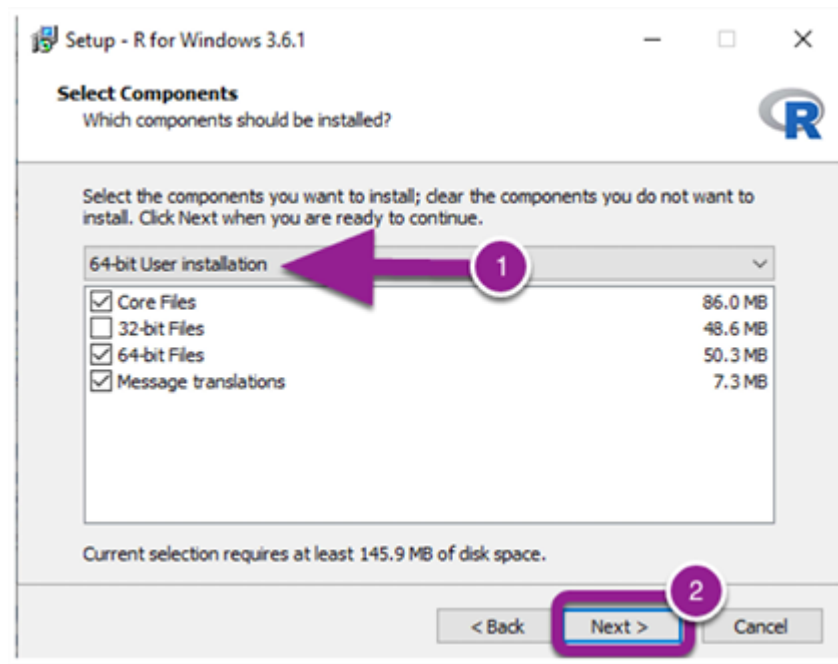 Setup - R for Windows 3.6.1
Select Components
Which components should be installed?
R
Select the components you want to install; clear the components you do not want to
install. Click Next when you are ready to continue.
64-bit User installation
1
Core Files 86.0 MB
32-bit Files 48.6 MB
64-bit Files 50.3 MB
Message translations 7.3 MB
Current selection requires at least 145.9 MB of disk space.
2
< Back Next > Cancel